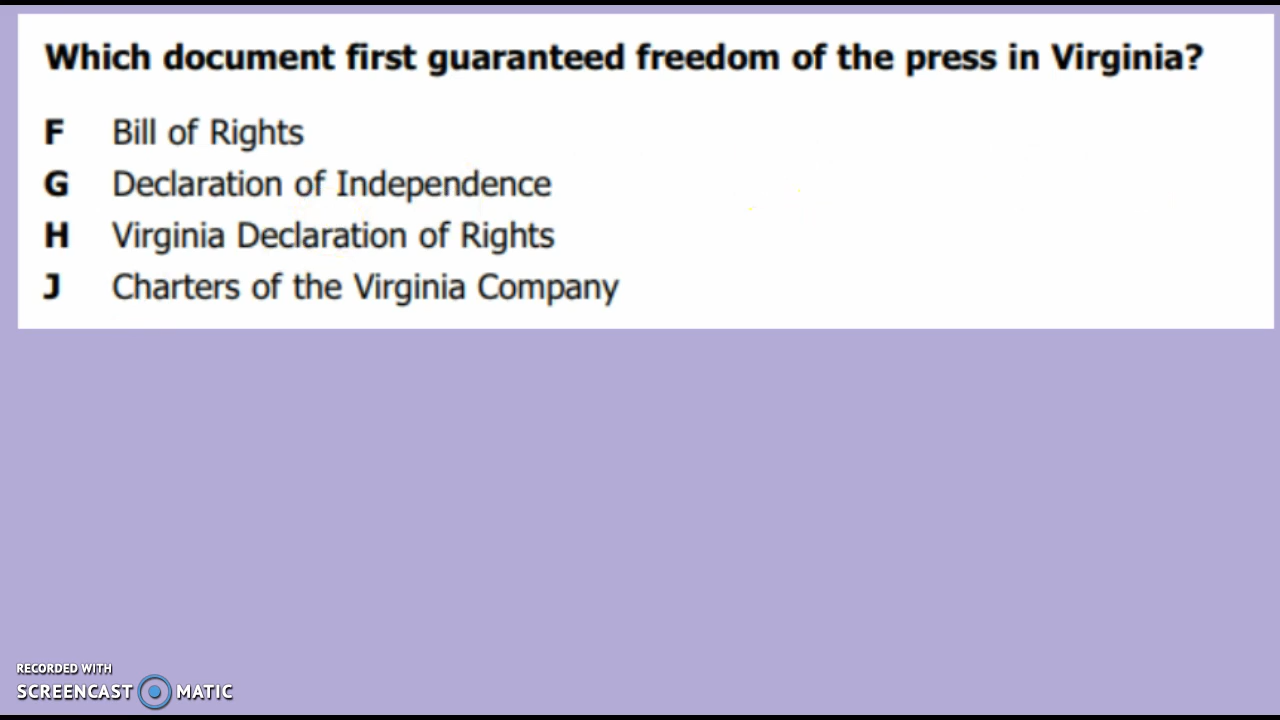 Which document first guaranteed freedom of the press in Virginia?
F Bill of Rights
G Declaration of Independence
H Virginia Declaration of Rights
J Charters of the Virginia Company
RECORDED WITH
SCREENCAST MATIC